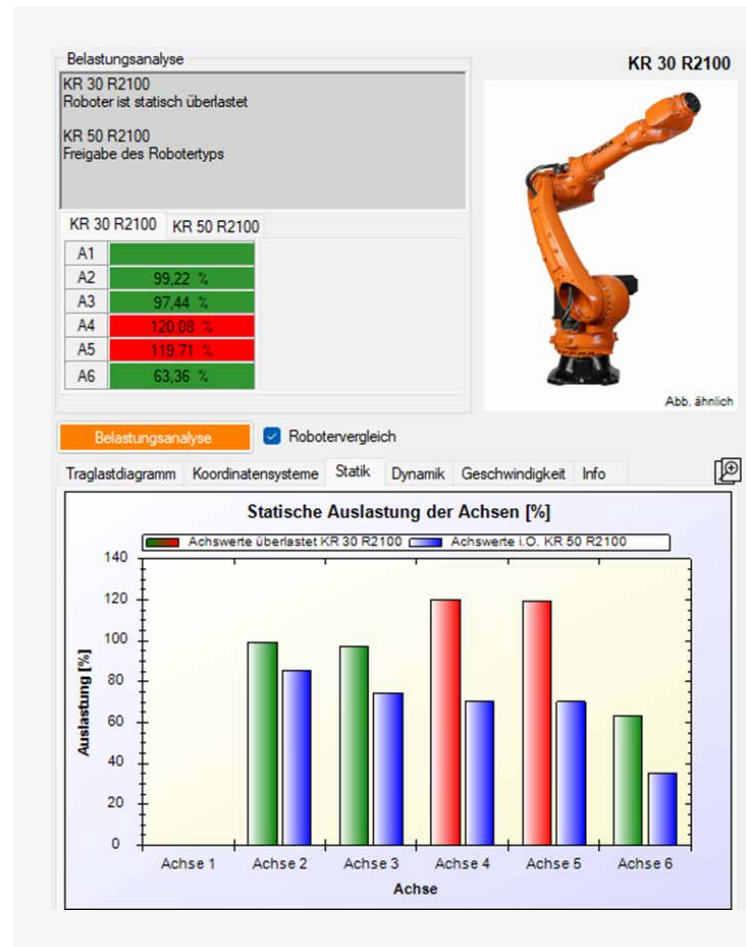 Belastungsanalyse
KR 30 R2100
KR 30 R2100
Roboter ist statisch überlastet
KR 50 R2100
Freigabe des Robotertyps
KR 30 R2100 KR 50 R2100
A1
A2 99,22 %
A3 97,44 %
A4 120,08 %
A5 119,71 %
A6 63,36 %
Abb. ähnlich
Belastungsanalyse Robotervergleich
Traglastdiagramm Koordinatensysteme Statik Dynamik Geschwindigkeit Info
Statische Auslastung der Achsen [%]
Achswerte überlastet KR 30 R2100 Achswerte i.O. KR 50 R2100
140
120
100
80
60
40
20
0
Auslastung [%]
Achse 1 Achse 2 Achse 3 Achse 4 Achse 5 Achse 6
Achse